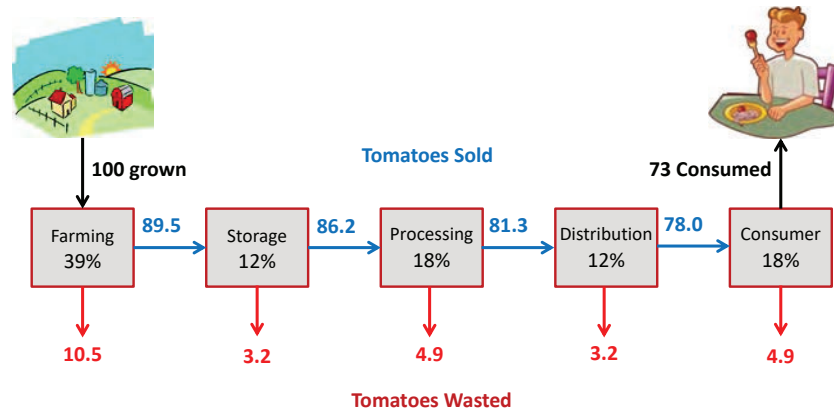 100 grown
Tomatoes Sold
73 Consumed
Farming
39%
89.5
Storage
12%
86.2
Processing
18%
81.3
Distribution
12%
78.0
Consumer
18%
10.5
3.2
4.9
3.2
4.9
Tomatoes Wasted